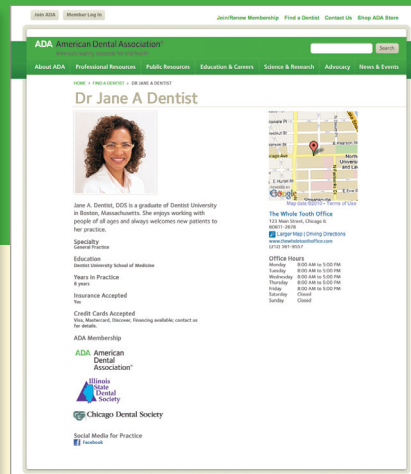 Join ADA
Member Log In
Join/Renew Membership Find a Dentist Contact Us Shop ADA Store
ADA American Dental Association®
Search
About ADA Professional Resources Public Resources Education & Careers Science & Research Advocacy News & Events
HOME > FIND A DENTIST > DR JANE A DENTIST
Dr Jane A Dentist
Jane A. Dentist, DDS is a graduate of Dentist University
in Boston, Massachusetts. She enjoys working with
people of all ages and always welcomes new patients to
her practice.
Specialty
General Practice
Education
Dentist University School of Medicine
Years in Practice
8 years
Insurance Accepted
Yes
Credit Cards Accepted
Visa, Mastercard, Discover, Financing available; contact us
for details.
ADA Membership
ADA American
Dental
Association®
Illinois
State
Dental
Society
Chicago Dental Society
Social Media for Practice
Facebook
Google
Map data ©2010 - Terms of Use
The Whole Tooth Office
123 Main Street, Chicago IL
60611-2678
Larger Map | Driving Directions
www.thewholetoothoffice.com
Office Hours
Monday 8:00 AM to 5:00 PM
Tuesday 8:00 AM to 5:00 PM
Wednesday 8:00 AM to 5:00 PM
Thursday 8:00 AM to 5:00 PM
Friday 8:00 AM to 5:00 PM
Saturday Closed
Sunday Closed